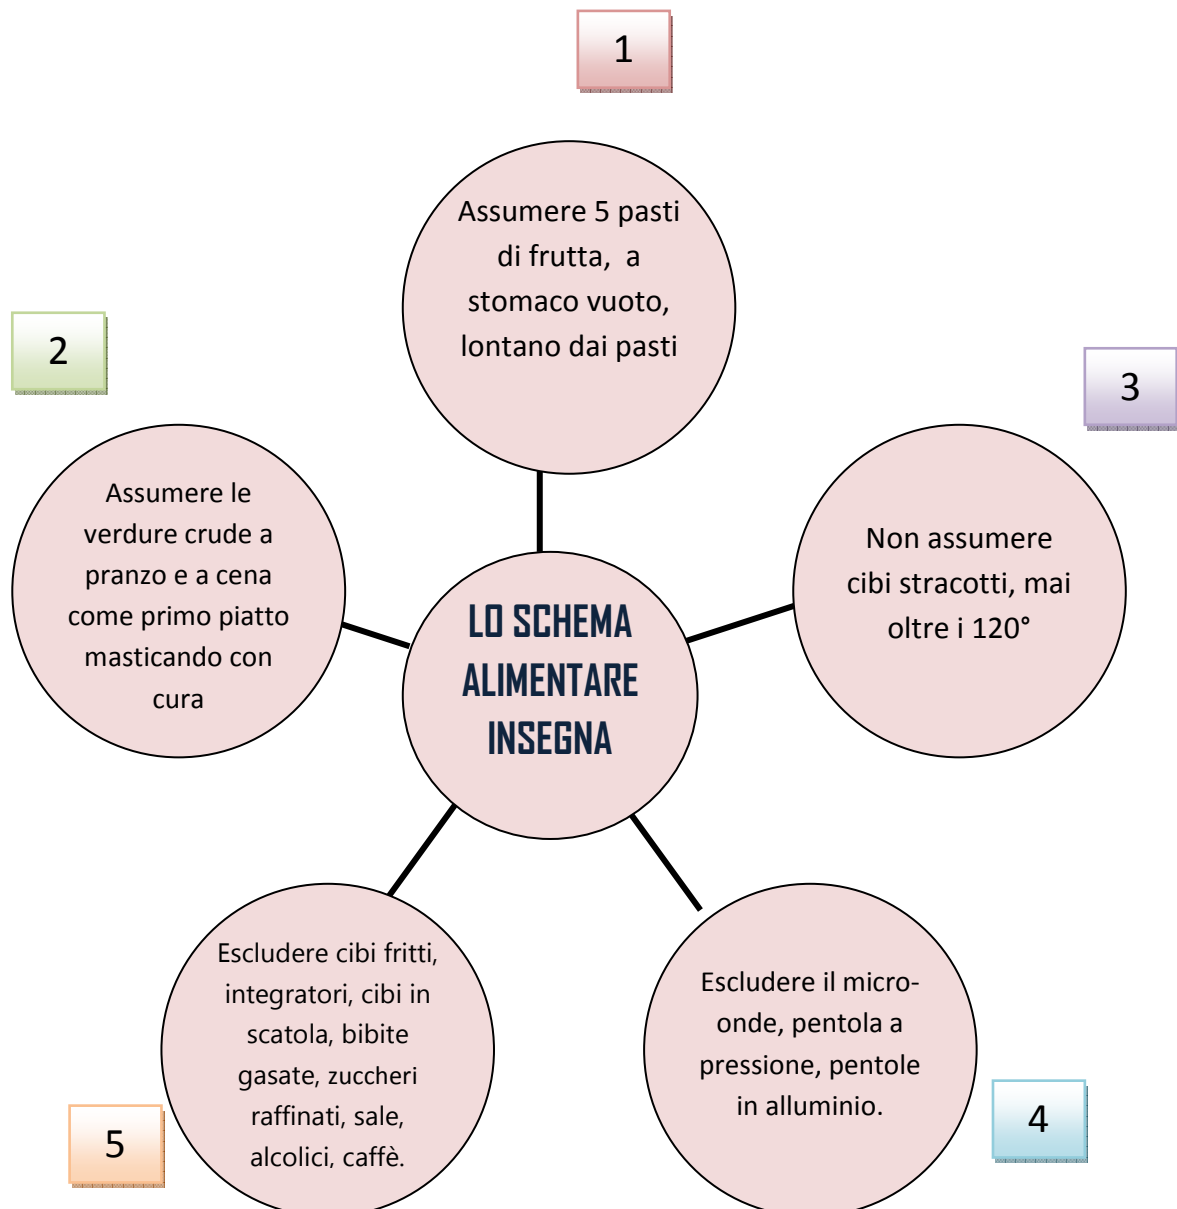 1
Assumere 5 pasti
di frutta, a
stomaco vuoto,
lontano dai pasti
2
Assumere le
verdure crude a
pranzo e a cena
come primo piatto
masticando con
cura
3
Non assumere
cibi stracotti, mai
oltre i 120°
LO SCHEMA
ALIMENTARE
INSEGNA
4
Escludere il micro-
onde, pentola a
pressione, pentole
in alluminio.
5
Escludere cibi fritti,
integratori, cibi in
scatola, bibite
gasate, zuccheri
raffinati, sale,
alcolici, caffè.